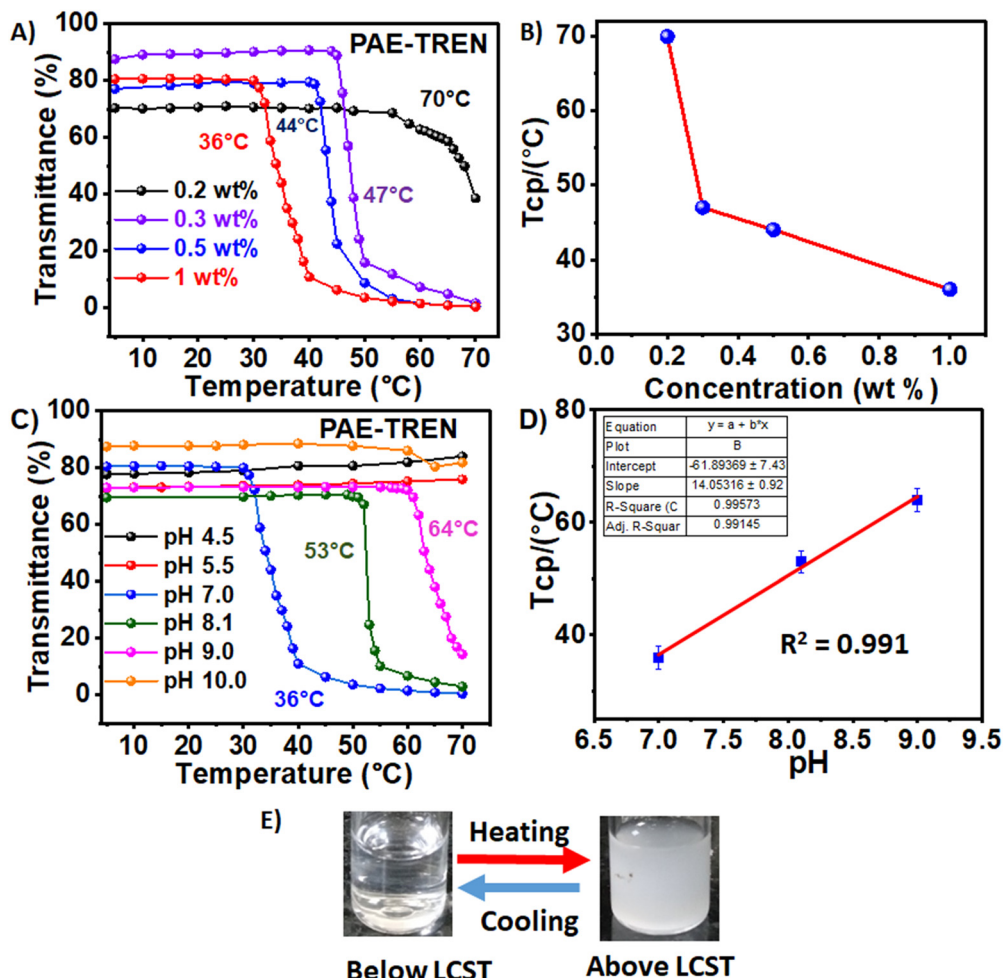 A)
PAE-TREN
100
80
60
40
20
0
Transmittance (%)
70°C
44°C
36°C
47°C
0.2 wt%
0.3 wt%
0.5 wt%
1 wt%
10 20 30 40 50 60 70
Temperature (°C)
B)
70
60
50
40
30
Tcp/(°C)
0.0 0.2 0.4 0.6 0.8 1.0
Concentration (wt %)
C)
PAE-TREN
100
80
60
40
20
0
Transmittance (%)
64°C
53°C
36°C
pH 4.5
pH 5.5
pH 7.0
pH 8.1
pH 9.0
pH 10.0
10 20 30 40 50 60 70
Temperature (°C)
D)
80
60
40
Tcp/(°C)
Equation y = a + b*x
Plot B
Intercept -61.89369 ± 7.43
Slope 14.05316 ± 0.92
R-Square (C 0.99573
Adj. R-Squar 0.99145
R² = 0.991
6.5 7.0 7.5 8.0 8.5 9.0 9.5
pH
E)
Heating
Cooling
Below LCST
Above LCST